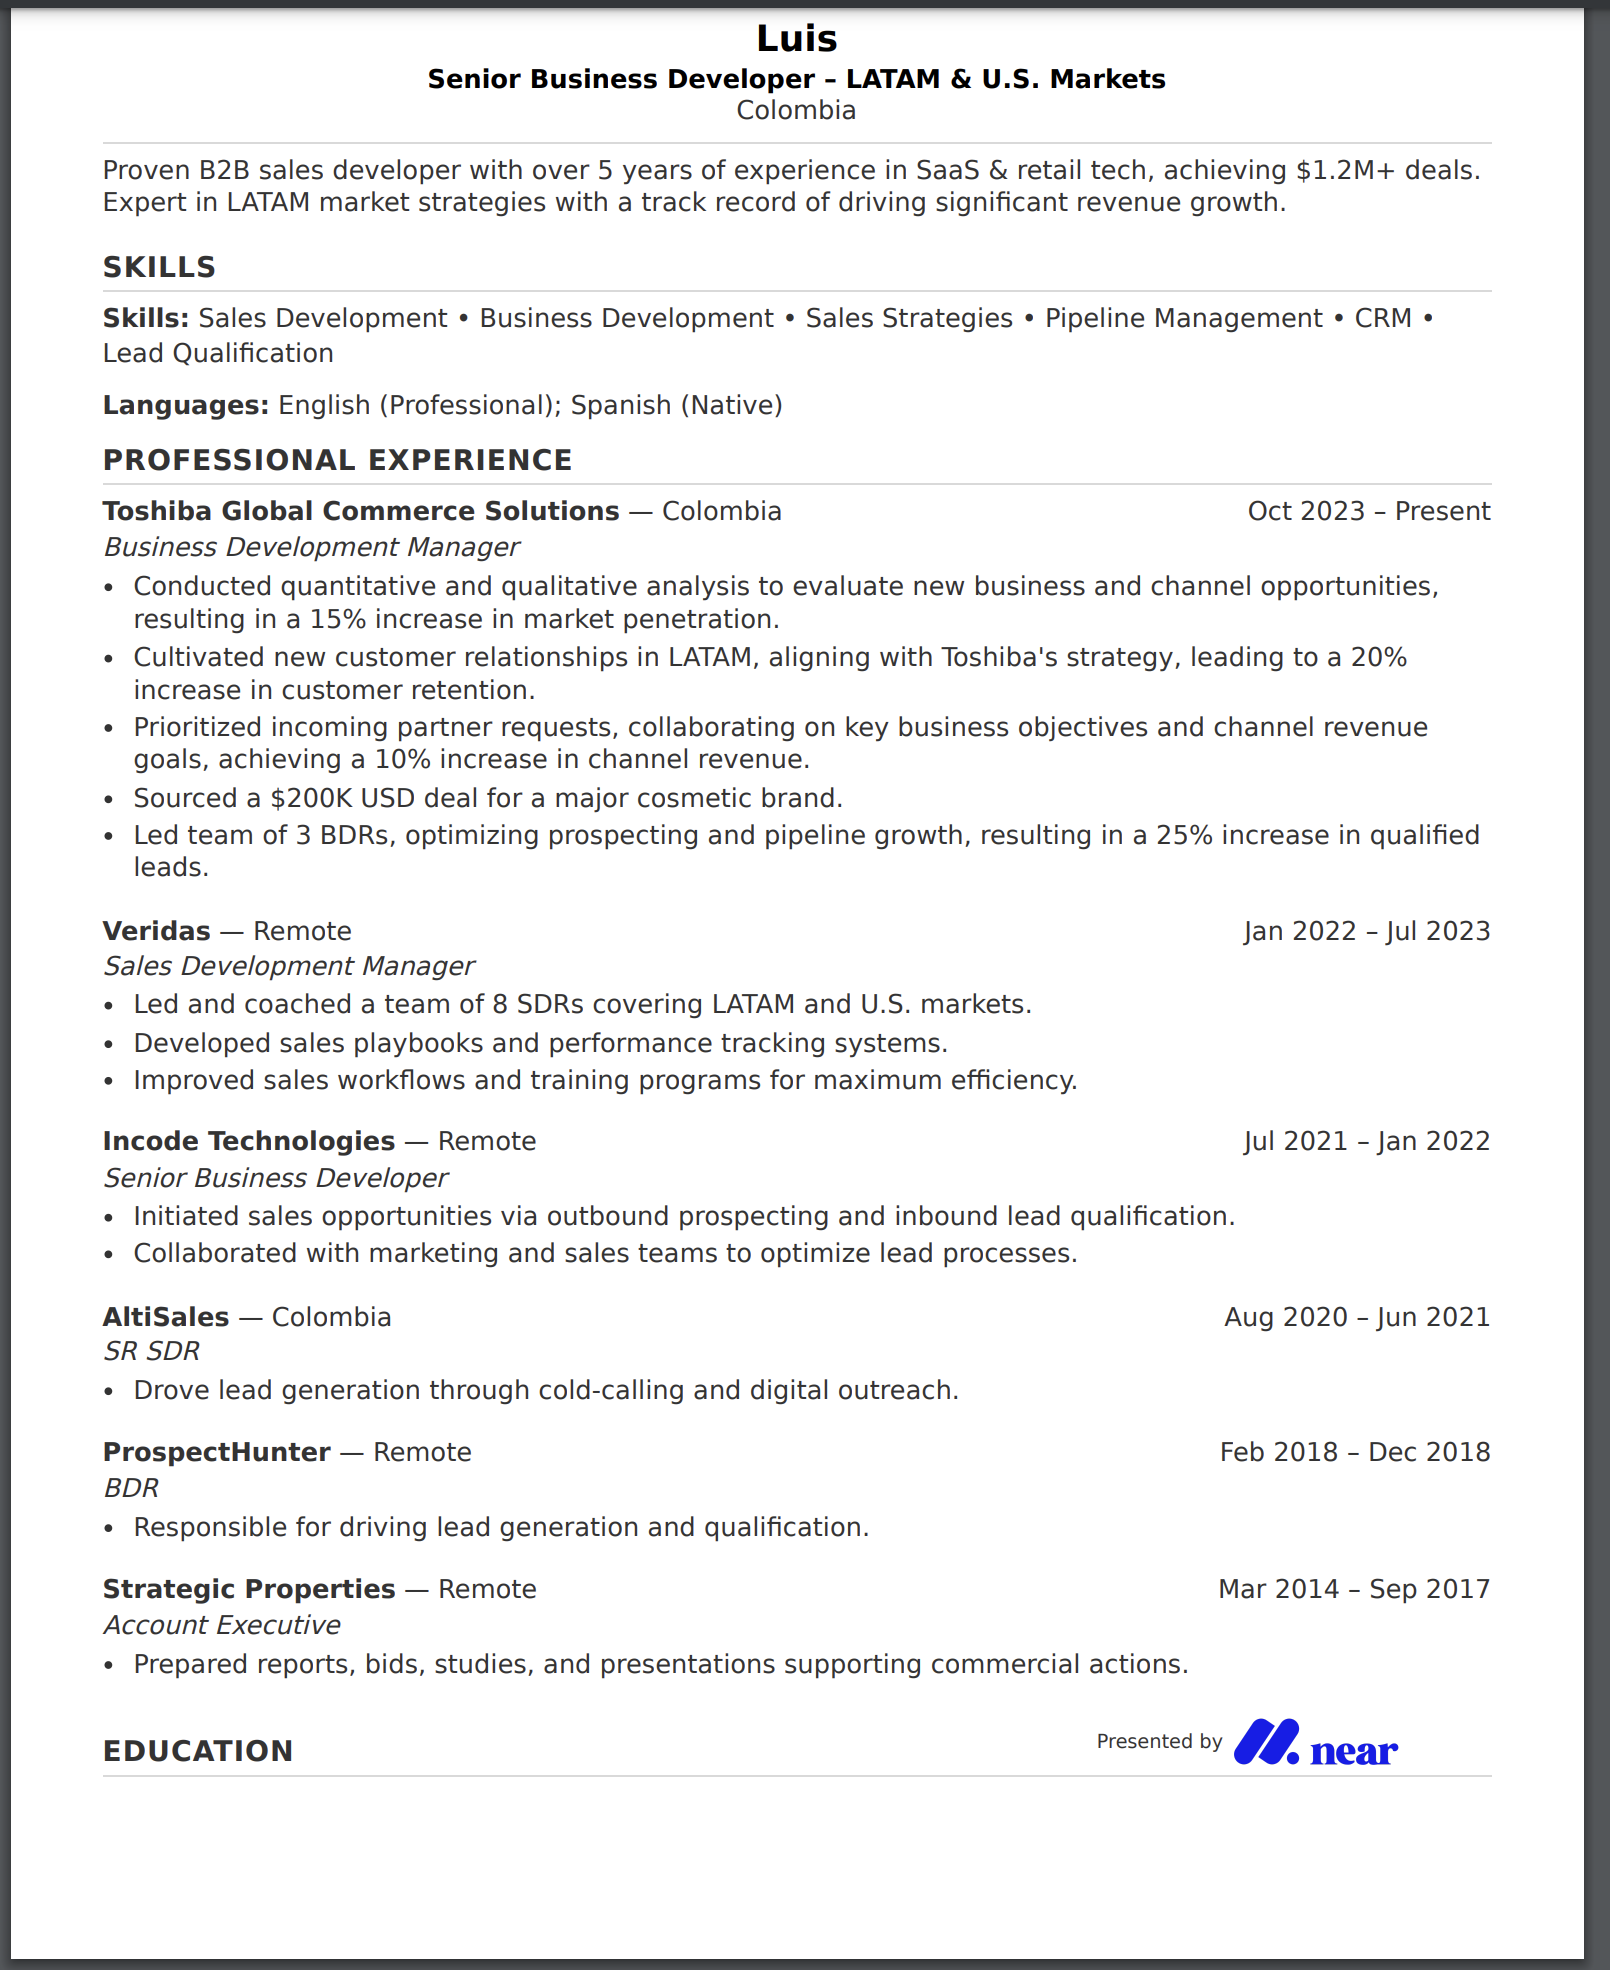 Luis
Senior Business Developer – LATAM & U.S. Markets
Colombia
Proven B2B sales developer with over 5 years of experience in SaaS & retail tech, achieving $1.2M+ deals.
Expert in LATAM market strategies with a track record of driving significant revenue growth.
SKILLS
Skills: Sales Development • Business Development • Sales Strategies • Pipeline Management • CRM •
Lead Qualification
Languages: English (Professional); Spanish (Native)
PROFESSIONAL EXPERIENCE
Toshiba Global Commerce Solutions — Colombia Oct 2023 – Present
Business Development Manager
• Conducted quantitative and qualitative analysis to evaluate new business and channel opportunities,
resulting in a 15% increase in market penetration.
• Cultivated new customer relationships in LATAM, aligning with Toshiba's strategy, leading to a 20%
increase in customer retention.
• Prioritized incoming partner requests, collaborating on key business objectives and channel revenue
goals, achieving a 10% increase in channel revenue.
• Sourced a $200K USD deal for a major cosmetic brand.
• Led team of 3 BDRs, optimizing prospecting and pipeline growth, resulting in a 25% increase in qualified
leads.
Veridas — Remote Jan 2022 – Jul 2023
Sales Development Manager
• Led and coached a team of 8 SDRs covering LATAM and U.S. markets.
• Developed sales playbooks and performance tracking systems.
• Improved sales workflows and training programs for maximum efficiency.
Incode Technologies — Remote Jul 2021 – Jan 2022
Senior Business Developer
• Initiated sales opportunities via outbound prospecting and inbound lead qualification.
• Collaborated with marketing and sales teams to optimize lead processes.
AltiSales — Colombia Aug 2020 – Jun 2021
SR SDR
• Drove lead generation through cold-calling and digital outreach.
ProspectHunter — Remote Feb 2018 – Dec 2018
BDR
• Responsible for driving lead generation and qualification.
Strategic Properties — Remote Mar 2014 – Sep 2017
Account Executive
• Prepared reports, bids, studies, and presentations supporting commercial actions.
EDUCATION
Presented by near